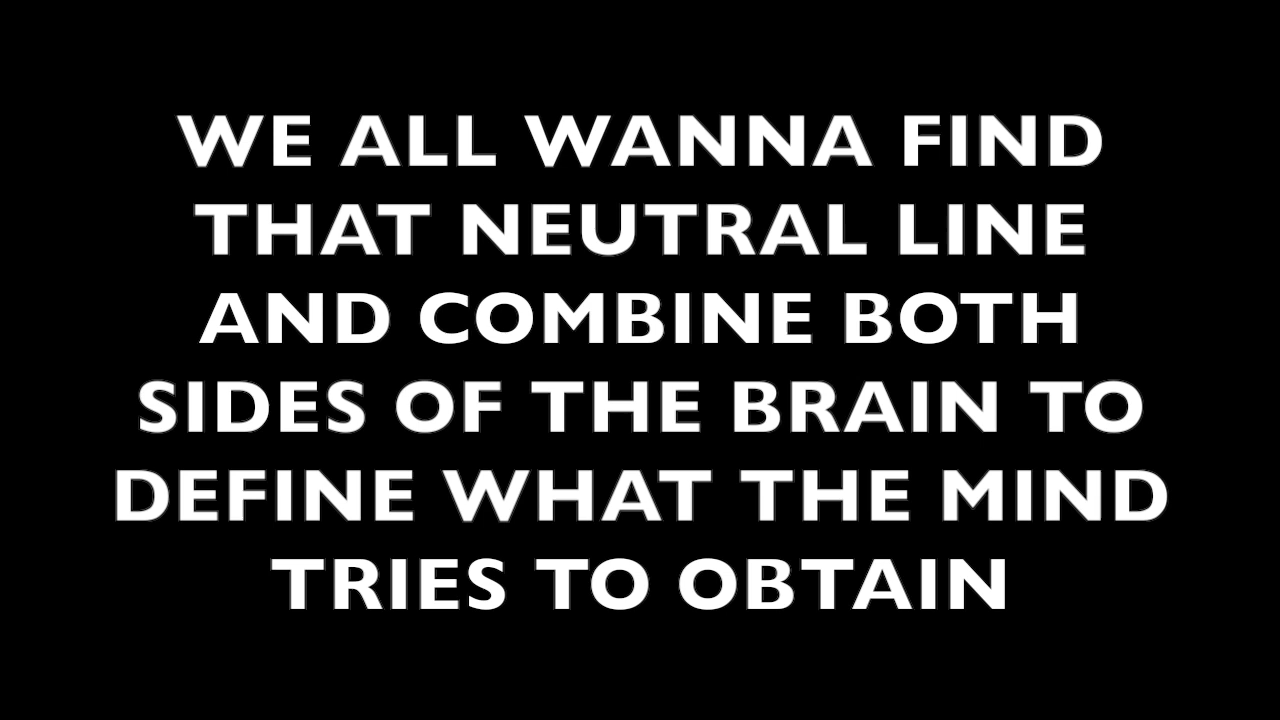 WE ALL WANNA FIND
THAT NEUTRAL LINE
AND COMBINE BOTH
SIDES OF THE BRAIN TO
DEFINE WHAT THE MIND
TRIES TO OBTAIN